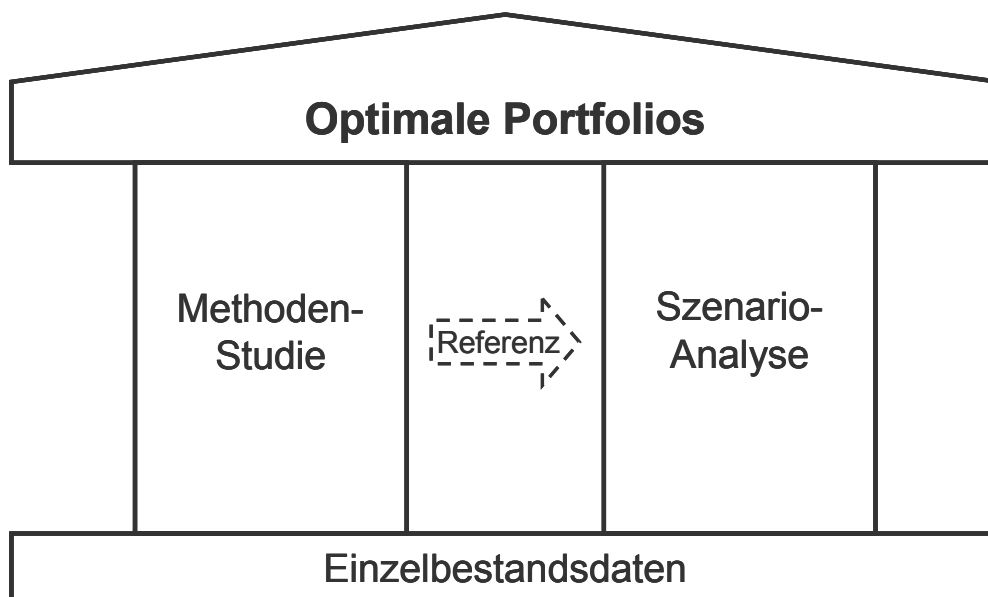 Optimale Portfolios
Methoden-
Studie
Referenz
Szenario-
Analyse
Einzelbestandsdaten